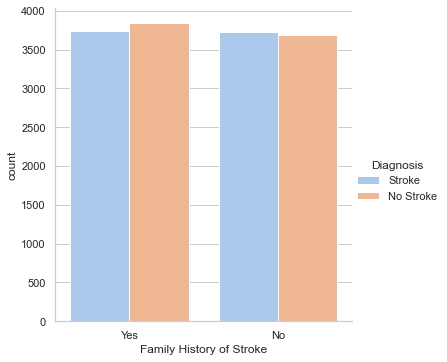 4000
3500
3000
2500
2000
1500
1000
500
0
count
Yes
No
Family History of Stroke
Diagnosis
Stroke
No Stroke